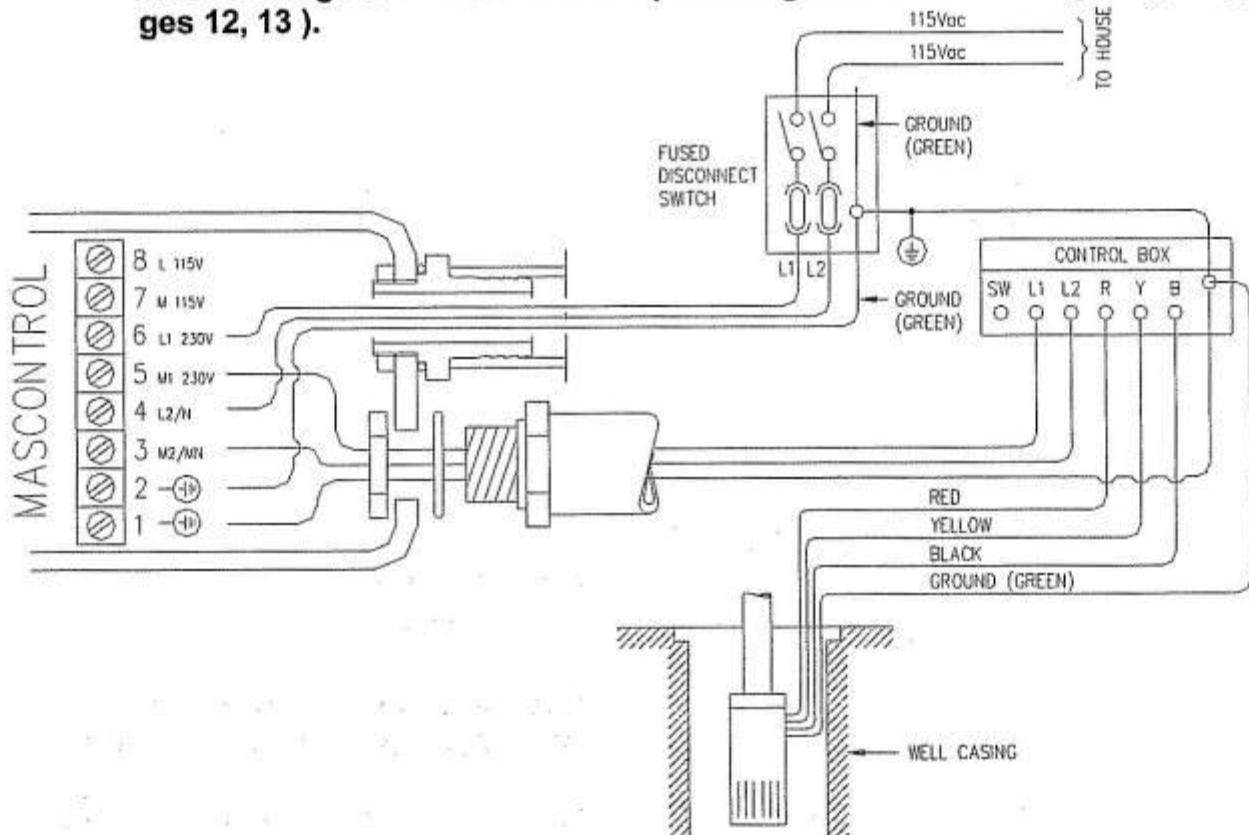 ges 12, 13 ).
115Vac
115Vac
TO HOUSE
GROUND
(GREEN)
FUSED
DISCONNECT
SWITCH
L1 L2
GROUND
(GREEN)
CONTROL BOX
SW L1 L2 R Y B
MASCONTROL
8 L 115V
7 M 115V
6 L1 230V
5 M1 230V
4 L2/N
3 M2/MN
2
1
RED
YELLOW
BLACK
GROUND (GREEN)
WELL CASING